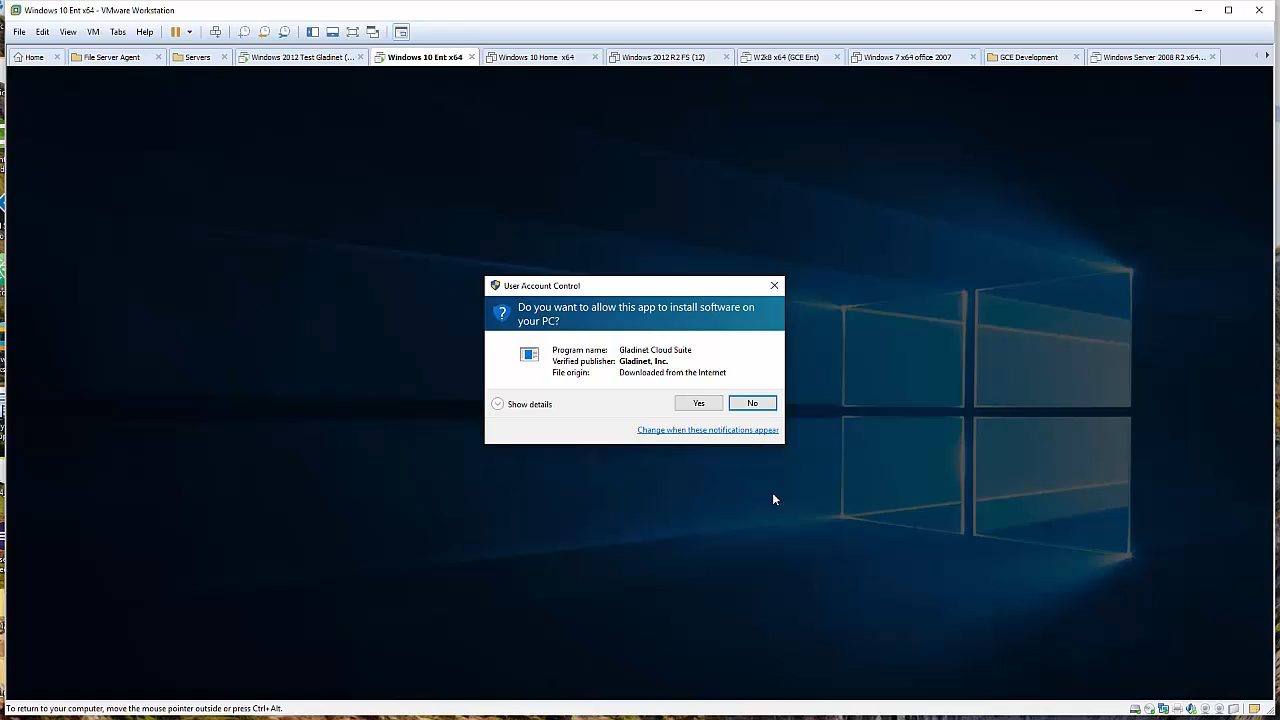 Windows 10 Ent x64 - VMware Workstation
File Edit View VM Tabs Help
Home File Server Agent Servers Windows 2012 Test Gladinet (... Windows 10 Ent x64 Windows 10 Home x64 Windows 2012 R2 FS (12) W2k8 x64 (GCE Ent) Windows 7 x64 office 2007 GCE Development Windows Server 2008 R2 x64...
User Account Control
Do you want to allow this app to install software on
your PC?
Program name: Gladinet Cloud Suite
Verified publisher: Gladinet, Inc.
File origin: Downloaded from the Internet
Show details Yes No
Change when these notifications appear
To return to your computer, move the mouse pointer outside or press Ctrl+Alt.